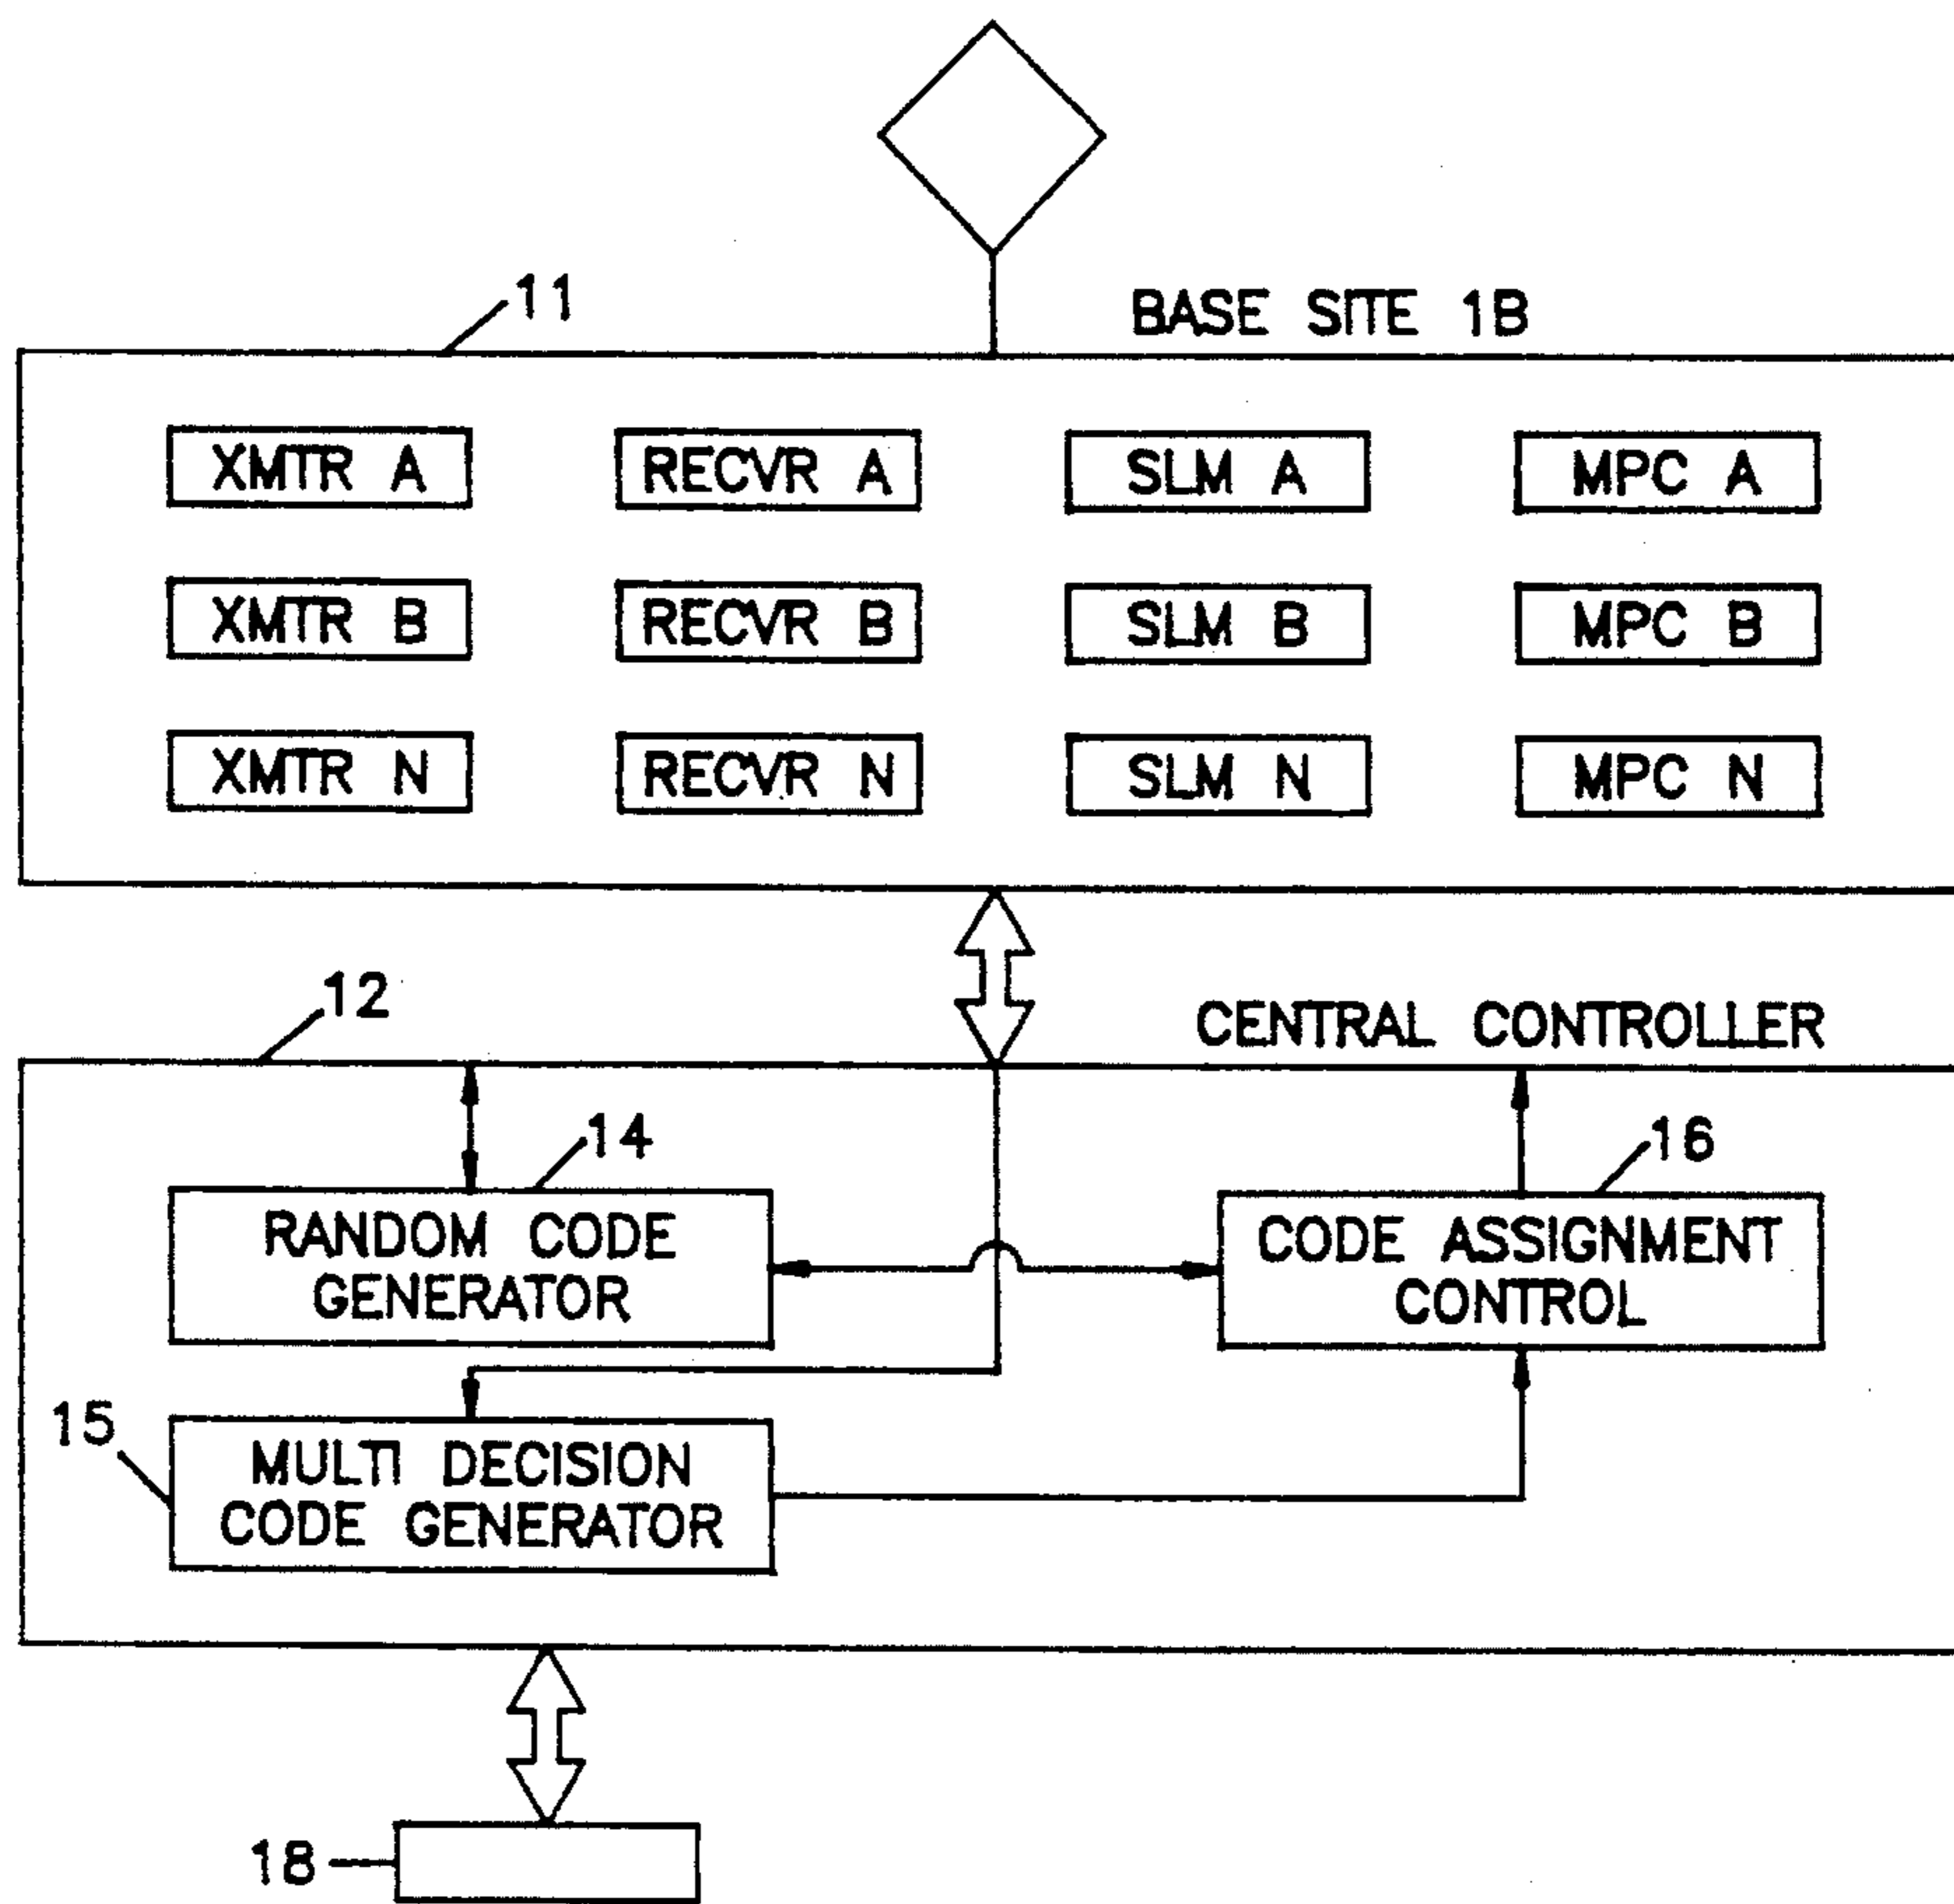 11
BASE SITE 1B
XMTR A RECVR A SLM A MPC A
XMTR B RECVR B SLM B MPC B
XMTR N RECVR N SLM N MPC N
12
CENTRAL CONTROLLER
14
16
RANDOM CODE
GENERATOR
CODE ASSIGNMENT
CONTROL
15
MULTI DECISION
CODE GENERATOR
18